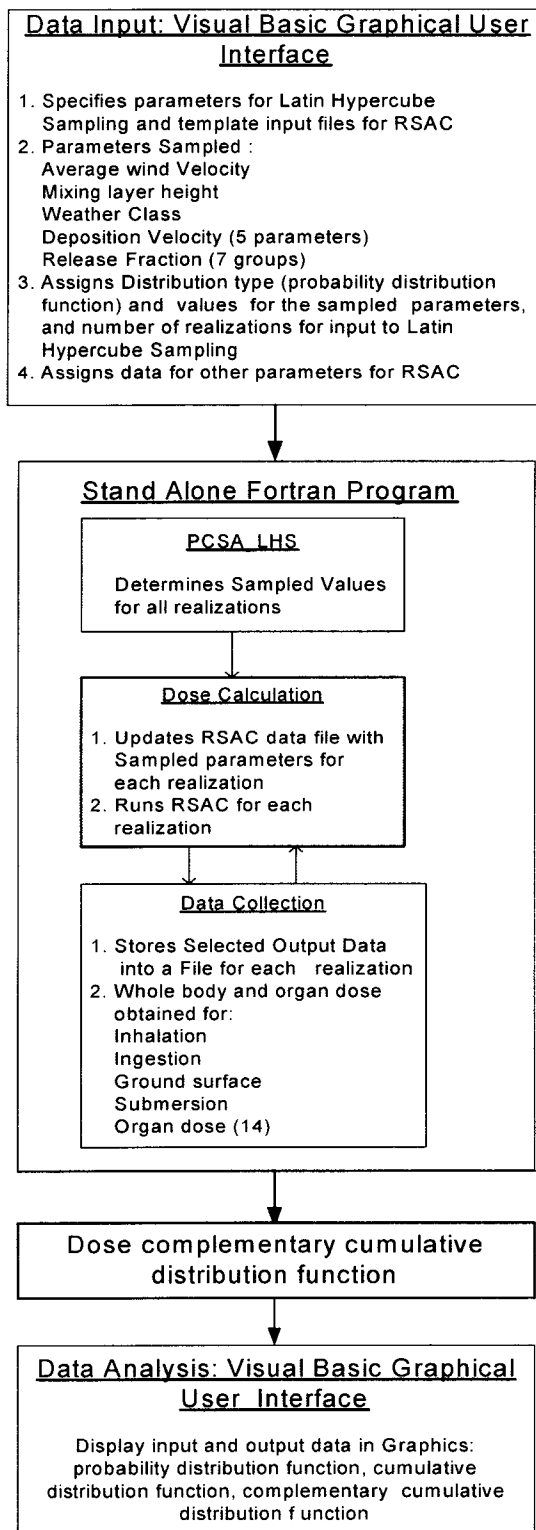 Data Input: Visual Basic Graphical User
Interface
1. Specifies parameters for Latin Hypercube
Sampling and template input files for RSAC
2. Parameters Sampled :
Average wind Velocity
Mixing layer height
Weather Class
Deposition Velocity (5 parameters)
Release Fraction (7 groups)
3. Assigns Distribution type (probability distribution
function) and values for the sampled parameters,
and number of realizations for input to Latin
Hypercube Sampling
4. Assigns data for other parameters for RSAC
Stand Alone Fortran Program
PCSA_LHS
Determines Sampled Values
for all realizations
Dose Calculation
1. Updates RSAC data file with
Sampled parameters for
each realization
2. Runs RSAC for each
realization
Data Collection
1. Stores Selected Output Data
into a File for each realization
2. Whole body and organ dose
obtained for:
Inhalation
Ingestion
Ground surface
Submersion
Organ dose (14)
Dose complementary cumulative
distribution function
Data Analysis: Visual Basic Graphical
User Interface
Display input and output data in Graphics:
probability distribution function, cumulative
distribution function, complementary cumulative
distribution f unction